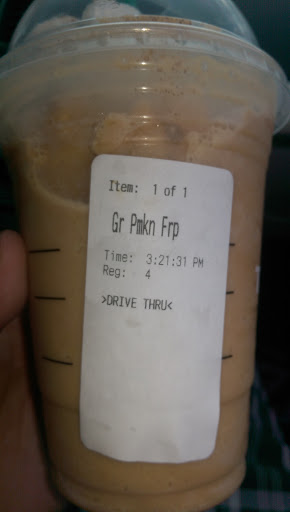 Item: 1 of 1
Gr Pmkn Frp
Time: 3:21:31 PM
Reg: 4
>DRIVE THRU<